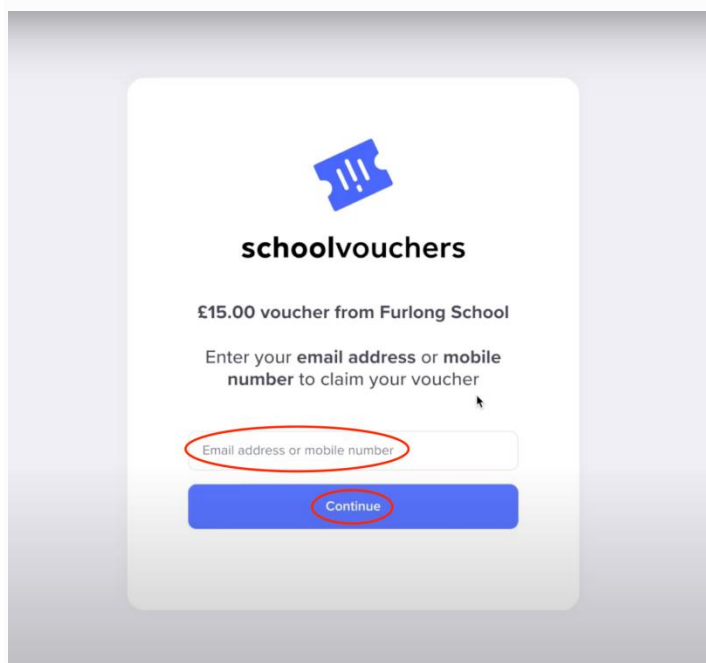 schoolvouchers
£15.00 voucher from Furlong School
Enter your email address or mobile
number to claim your voucher
Email address or mobile number
Continue